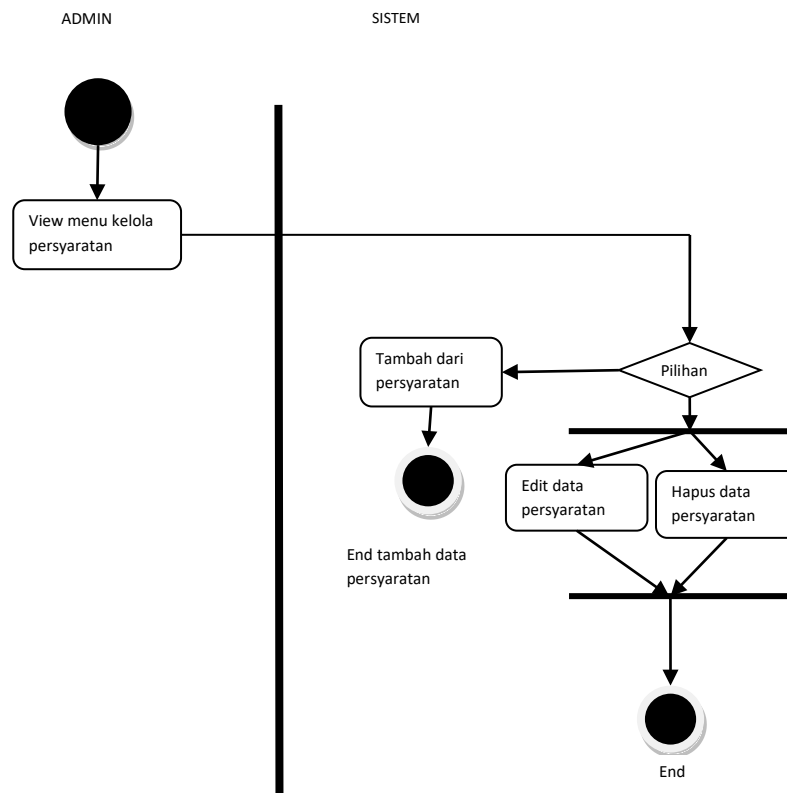 ADMIN
SISTEM
View menu kelola
persyaratan
Tambah dari
persyaratan
Pilihan
Edit data
persyaratan
Hapus data
persyaratan
End tambah data
persyaratan
End